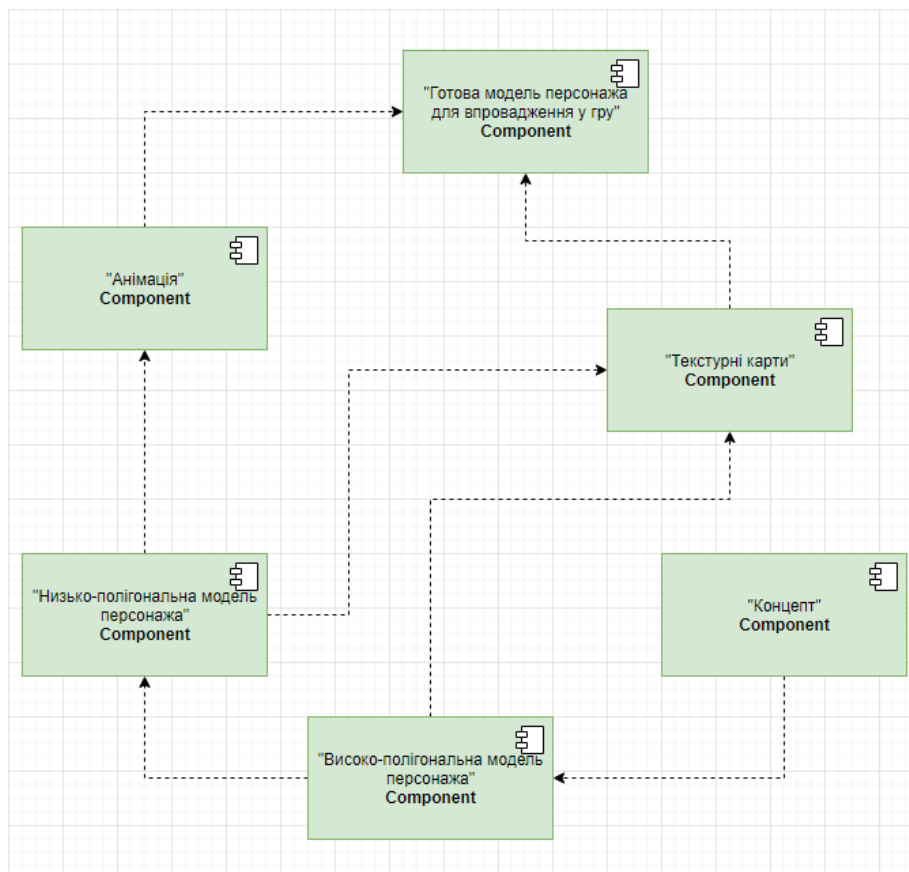 "Готова модель персонажа
для впровадження у гру"
Component
"Анімація"
Component
"Текстурні карти"
Component
"Низько-полігональна модель
персонажа"
Component
"Концепт"
Component
"Високо-полігональна модель
персонажа"
Component